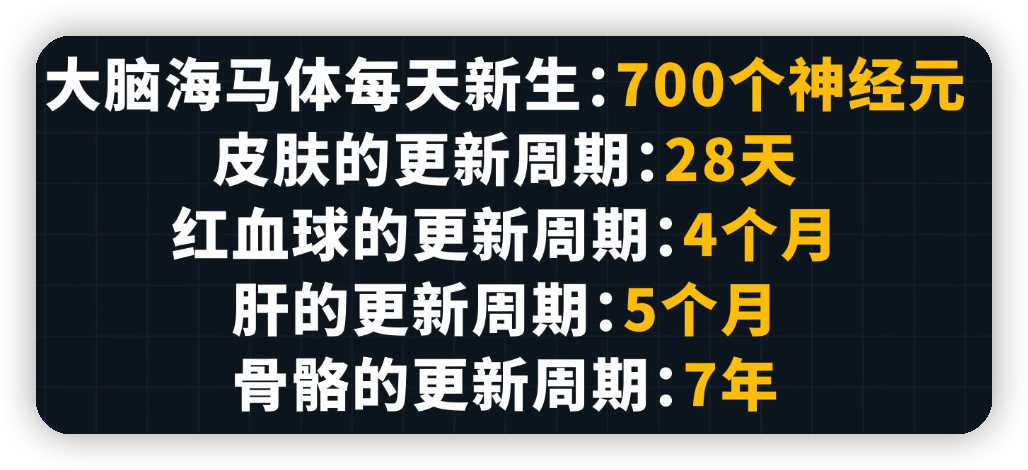 大脑海马体每天新生：700个神经元
皮肤的更新周期：28天
红血球的更新周期：4个月
肝的更新周期：5个月
骨骼的更新周期：7年